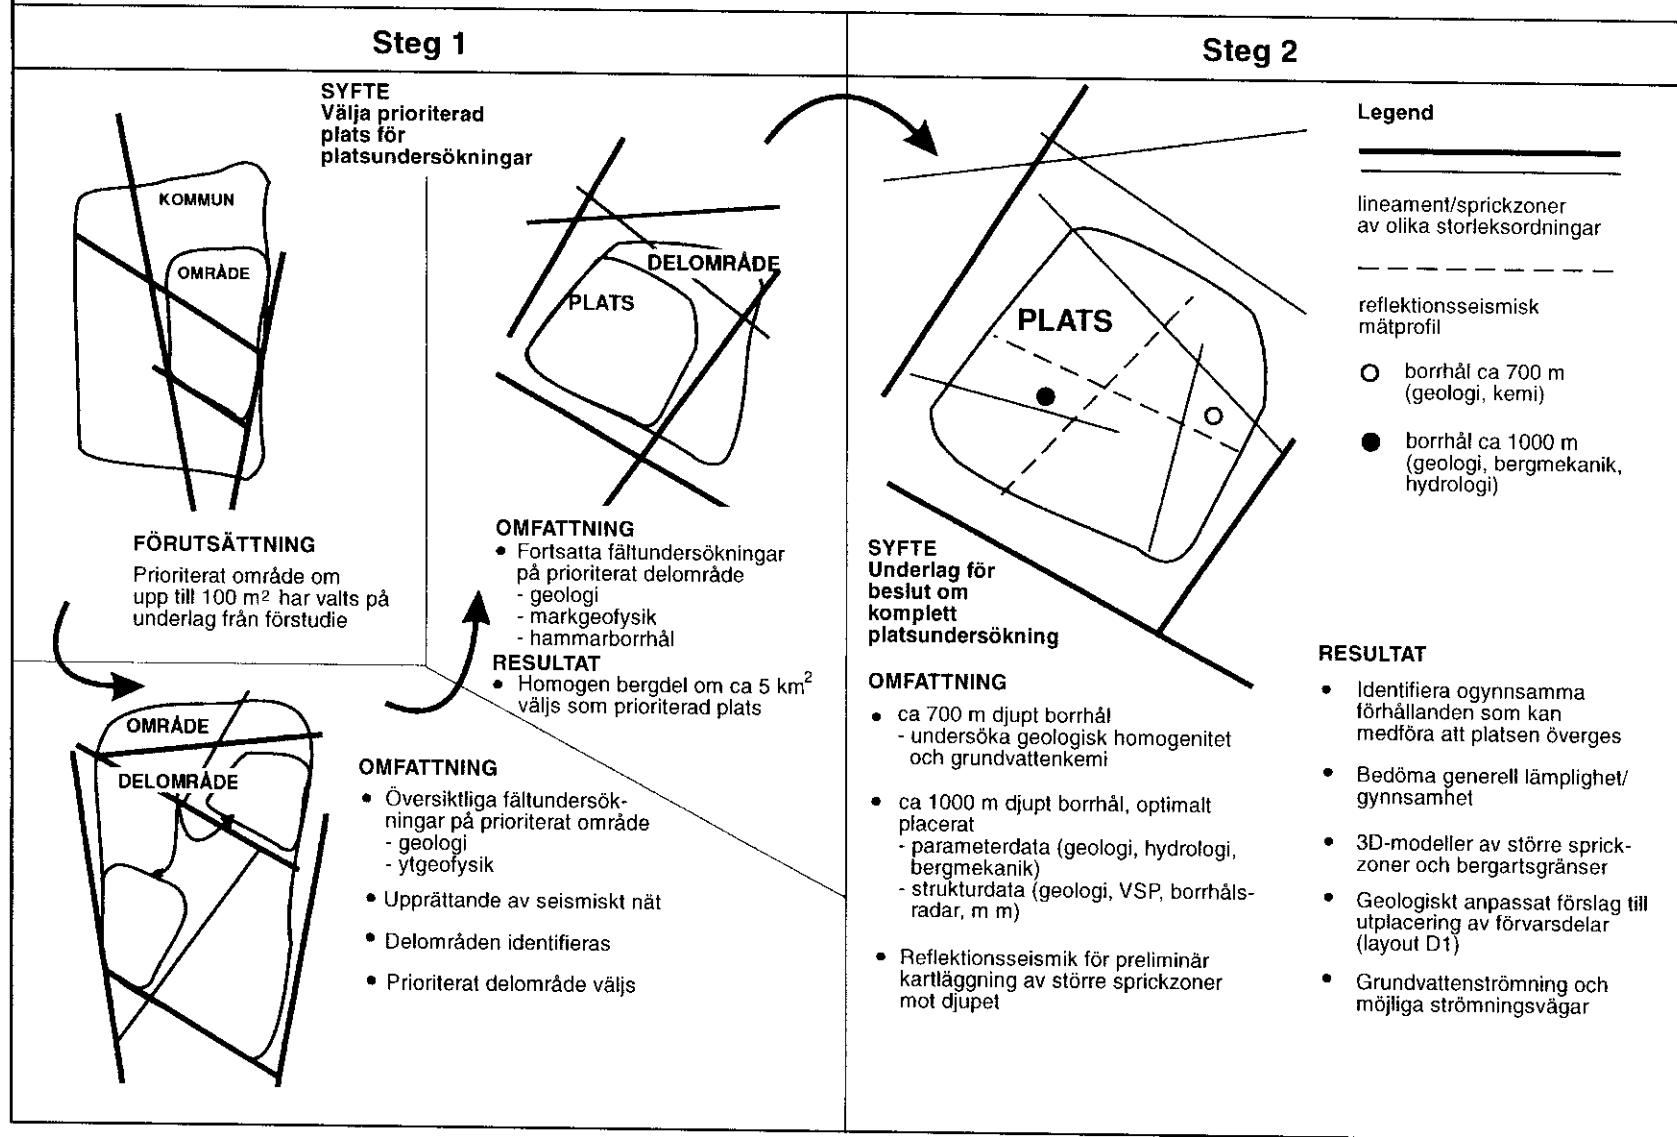 Steg 1
SYFTE
Välja prioriterad
plats för
platsundersökningar
KOMMUN
OMRÅDE
FÖRUTSÄTTNING
Prioriterat område om
upp till 100 m² har valts på
underlag från förstudie
OMRÅDE
DELOMRÅDE
OMFATTNING
• Översiktliga fältundersök-
ningar på prioriterat område
- geologi
- ytgeofysik
• Upprättande av seismiskt nät
• Delområden identifieras
• Prioriterat delområde väljs
DELOMRÅDE
PLATS
OMFATTNING
• Fortsatta fältundersökningar
på prioriterat delområde
- geologi
- markgeofysik
- hammarborrhål
RESULTAT
• Homogen bergdel om ca 5 km²
väljs som prioriterad plats
Steg 2
PLATS
Legend
lineament/sprickzoner
av olika storleksordningar
reflektionsseismisk
mätprofil
borrhål ca 700 m
(geologi, kemi)
borrhål ca 1000 m
(geologi, bergmekanik,
hydrologi)
SYFTE
Underlag för
beslut om
komplett
platsundersökning
OMFATTNING
• ca 700 m djupt borrhål
- undersöka geologisk homogenitet
och grundvattenkemi
• ca 1000 m djupt borrhål, optimalt
placerat
- parameterdata (geologi, hydrologi,
bergmekanik)
- strukturdata (geologi, VSP, borrhåls-
radar, m m)
• Reflektionsseismik för preliminär
kartläggning av större sprickzoner
mot djupet
RESULTAT
• Identifiera ogynnsamma
förhållanden som kan
medföra att platsen överges
• Bedöma generell lämplighet/
gynnsamhet
• 3D-modeller av större sprick-
zoner och bergartsgränser
• Geologiskt anpassat förslag till
utplacering av förvarsdelar
(layout D1)
• Grundvattenströmning och
möjliga strömningsvägar